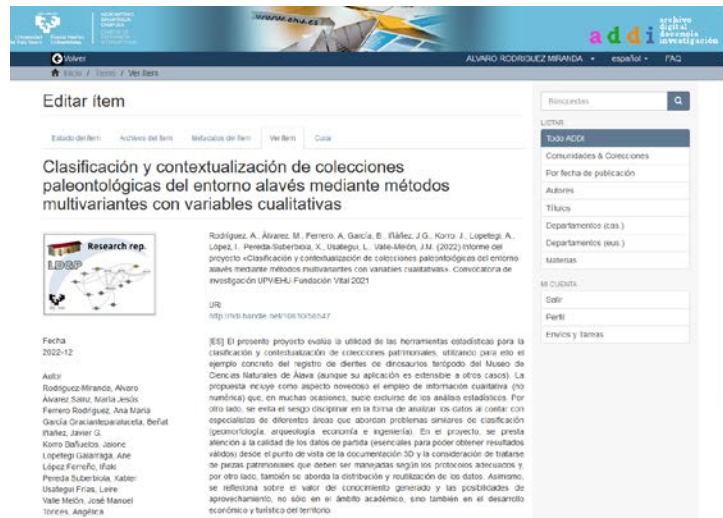 www.ehu.es
addi
archivo
digital
docencia
investigación
Volver
ALVARO RODRIGUEZ MIRANDA español FAQ
Inicio / Ítems / Ver ítem
Editar ítem
Estado del ítem Archivos del ítem Metadatos del ítem Ver ítem Curar
Clasificación y contextualización de colecciones
paleontológicas del entorno alavés mediante métodos
multivariantes con variables cualitativas
Research rep.
LDGP
Fecha
2022-12
Autor
Rodríguez Miranda, Álvaro
Álvarez Sainz, María Jesús
Ferrero Rodríguez, Ana María
García Gracianteparaluceta, Beñat
Iñáñez, Javier G.
Korro Bañuelos, Jaione
Lopetegi Galarraga, Ane
López Ferreño, Iñaki
Pereda Suberbiola, Xabier
Usategui Frías, Leire
Valle Melón, José Manuel
Torices, Angélica
Rodríguez, A., Álvarez, M., Ferrero, A., García, B., Iñáñez, J.G., Korro, J., Lopetegi, A.,
López, I., Pereda-Suberbiola, X., Usategui, L., Valle-Melón, J.M. (2022) Informe del
proyecto «Clasificación y contextualización de colecciones paleontológicas del entorno
alavés mediante métodos multivariantes con variables cualitativas». Convocatoria de
investigación UPV/EHU-Fundación Vital 2021
URI
[ES] El presente proyecto evalúa la utilidad de las herramientas estadísticas para la
clasificación y contextualización de colecciones patrimoniales, utilizando para ello el
ejemplo concreto del registro de dientes de dinosaurios terópodo del Museo de
Ciencias Naturales de Álava (aunque su aplicación es extensible a otros casos). La
propuesta incluye como aspecto novedoso el empleo de información cualitativa (no
numérica) que, en muchas ocasiones, suele excluirse de los análisis estadísticos. Por
otro lado, se evita el sesgo disciplinar en la forma de analizar los datos al contar con
especialistas de diferentes áreas que abordan problemas similares de clasificación
(geomorfología, arqueología, economía e ingeniería). En el proyecto, se presta
atención a la calidad de los datos de partida (esenciales para poder obtener resultados
válidos) desde el punto de vista de la documentación 3D y la consideración de tratarse
de piezas patrimoniales que deben ser manejadas según los protocolos adecuados y,
por otro lado, también se aborda la distribución y reutilización de los datos. Asimismo,
se reflexiona sobre el valor del conocimiento generado y las posibilidades de
aprovechamiento, no sólo en el ámbito académico, sino también en el desarrollo
económico y turístico del territorio.
Búsquedas
LISTAR
Todo ADDI
Comunidades & Colecciones
Por fecha de publicación
Autores
Títulos
Departamentos (cas.)
Departamentos (eus.)
Materias
MI CUENTA
Salir
Perfil
Envíos y Tareas